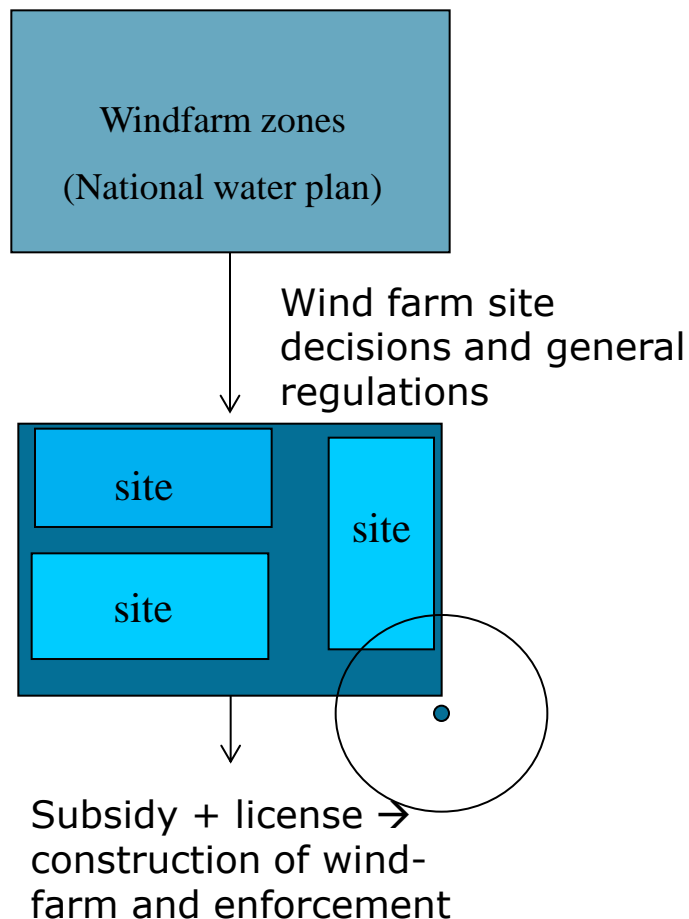 Windfarm zones
(National water plan)
Wind farm site
decisions and general
regulations
site
site
site
Subsidy + license →
construction of wind-
farm and enforcement